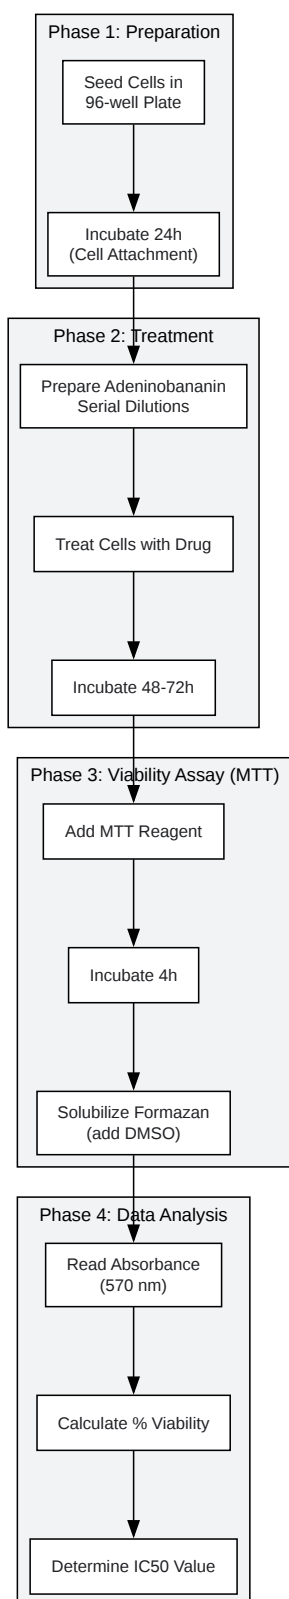 Phase 1: Preparation
Seed Cells in
96-well Plate
Incubate 24h
(Cell Attachment)
Phase 2: Treatment
Prepare Adeninobananin
Serial Dilutions
Treat Cells with Drug
Incubate 48-72h
Phase 3: Viability Assay (MTT)
Add MTT Reagent
Incubate 4h
Solubilize Formazan
(add DMSO)
Phase 4: Data Analysis
Read Absorbance
(570 nm)
Calculate % Viability
Determine IC50 Value